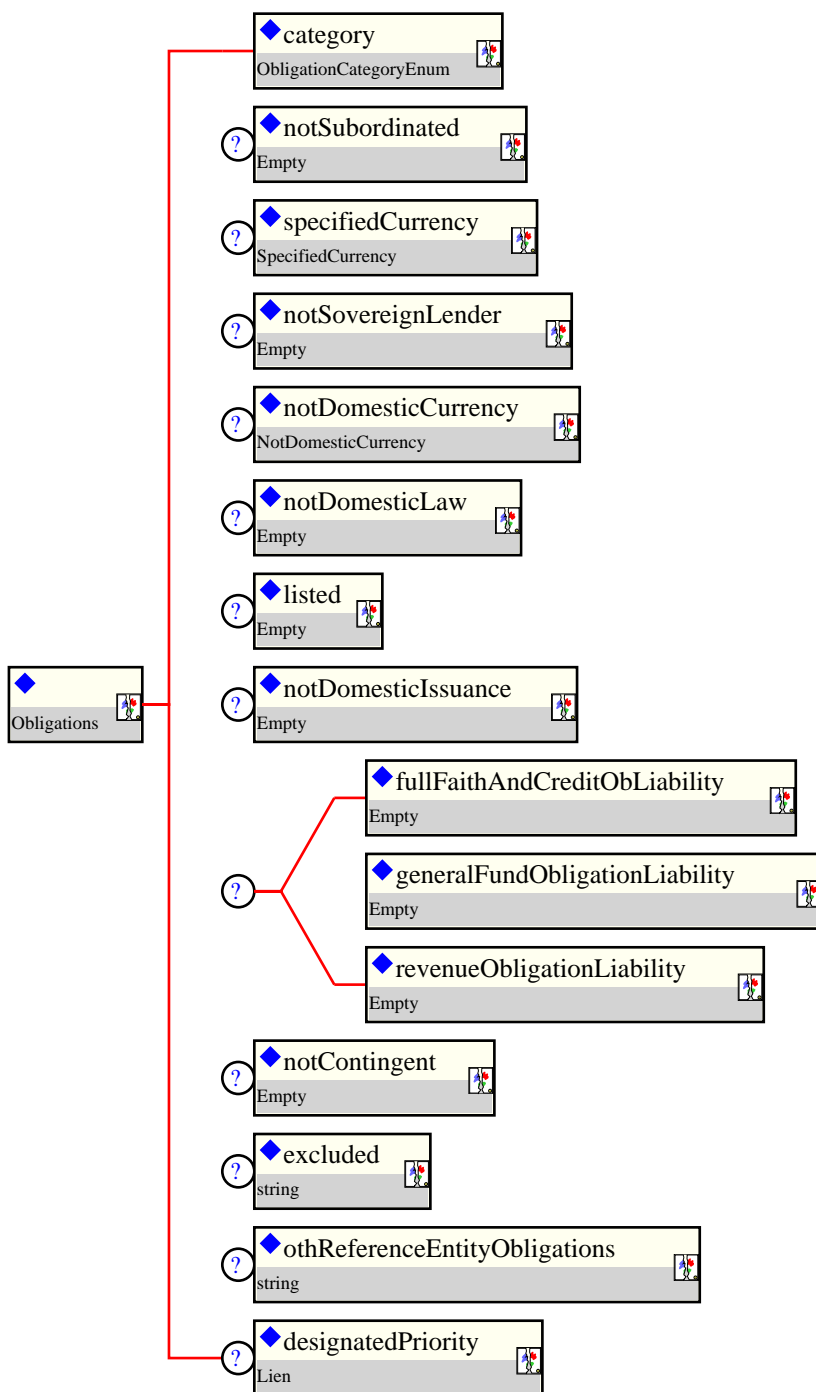 category
ObligationCategoryEnum
?
notSubordinated
Empty
?
specifiedCurrency
SpecifiedCurrency
?
notSovereignLender
Empty
?
notDomesticCurrency
NotDomesticCurrency
?
notDomesticLaw
Empty
?
listed
Empty
Obligations
?
notDomesticIssuance
Empty
?
fullFaithAndCreditObLiability
Empty
generalFundObligationLiability
Empty
revenueObligationLiability
Empty
?
notContingent
Empty
?
excluded
string
?
othReferenceEntityObligations
string
?
designatedPriority
Lien